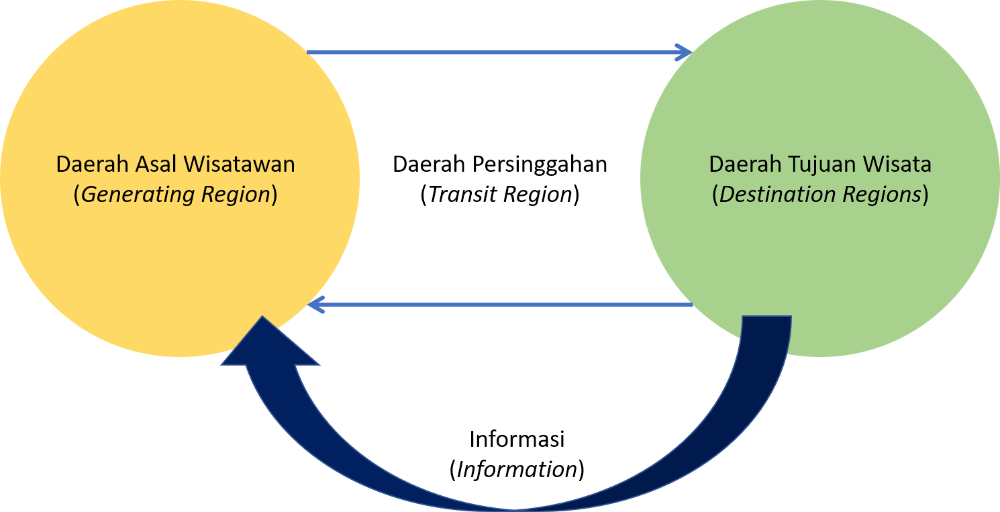 Daerah Asal Wisatawan
(Generating Region)
Daerah Persinggahan
(Transit Region)
Daerah Tujuan Wisata
(Destination Regions)
Informasi
(Information)